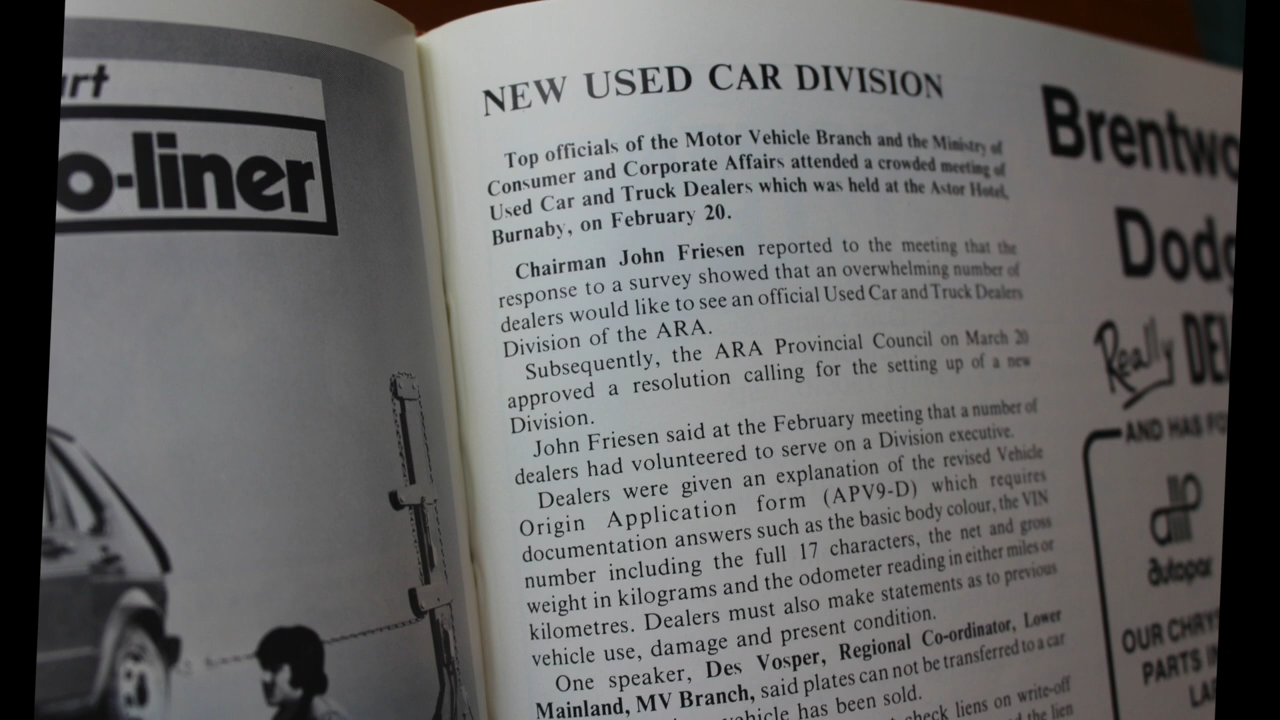 o-liner
NEW USED CAR DIVISION
Top officials of the Motor Vehicle Branch and the Ministry of
Consumer and Corporate Affairs attended a crowded meeting of
Used Car and Truck Dealers which was held at the Astor Hotel,
Burnaby, on February 20.
Chairman John Friesen reported to the meeting that the
response to a survey showed that an overwhelming number of
dealers would like to see an official Used Car and Truck Dealers
Division of the ARA.
Subsequently, the ARA Provincial Council on March 20
approved a resolution calling for the setting up of a new
Division.
John Friesen said at the February meeting that a number of
dealers had volunteered to serve on a Division executive.
Dealers were given an explanation of the revised Vehicle
Origin Application form (APV9-D) which requires
documentation answers such as the basic body colour, the VIN
number including the full 17 characters, the net and gross
weight in kilograms and the odometer reading in either miles or
kilometres. Dealers must also make statements as to previous
vehicle use, damage and present condition.
One speaker, Des Vosper, Regional Co-ordinator, Lower
Mainland, MV Branch, said plates can not be transferred to a car
vehicle has been sold.
check liens on write-off
the lien
Brentwo
Dod
Really DEL
AND HAS FO
autopar
OUR CHRY
PARTS I
LA